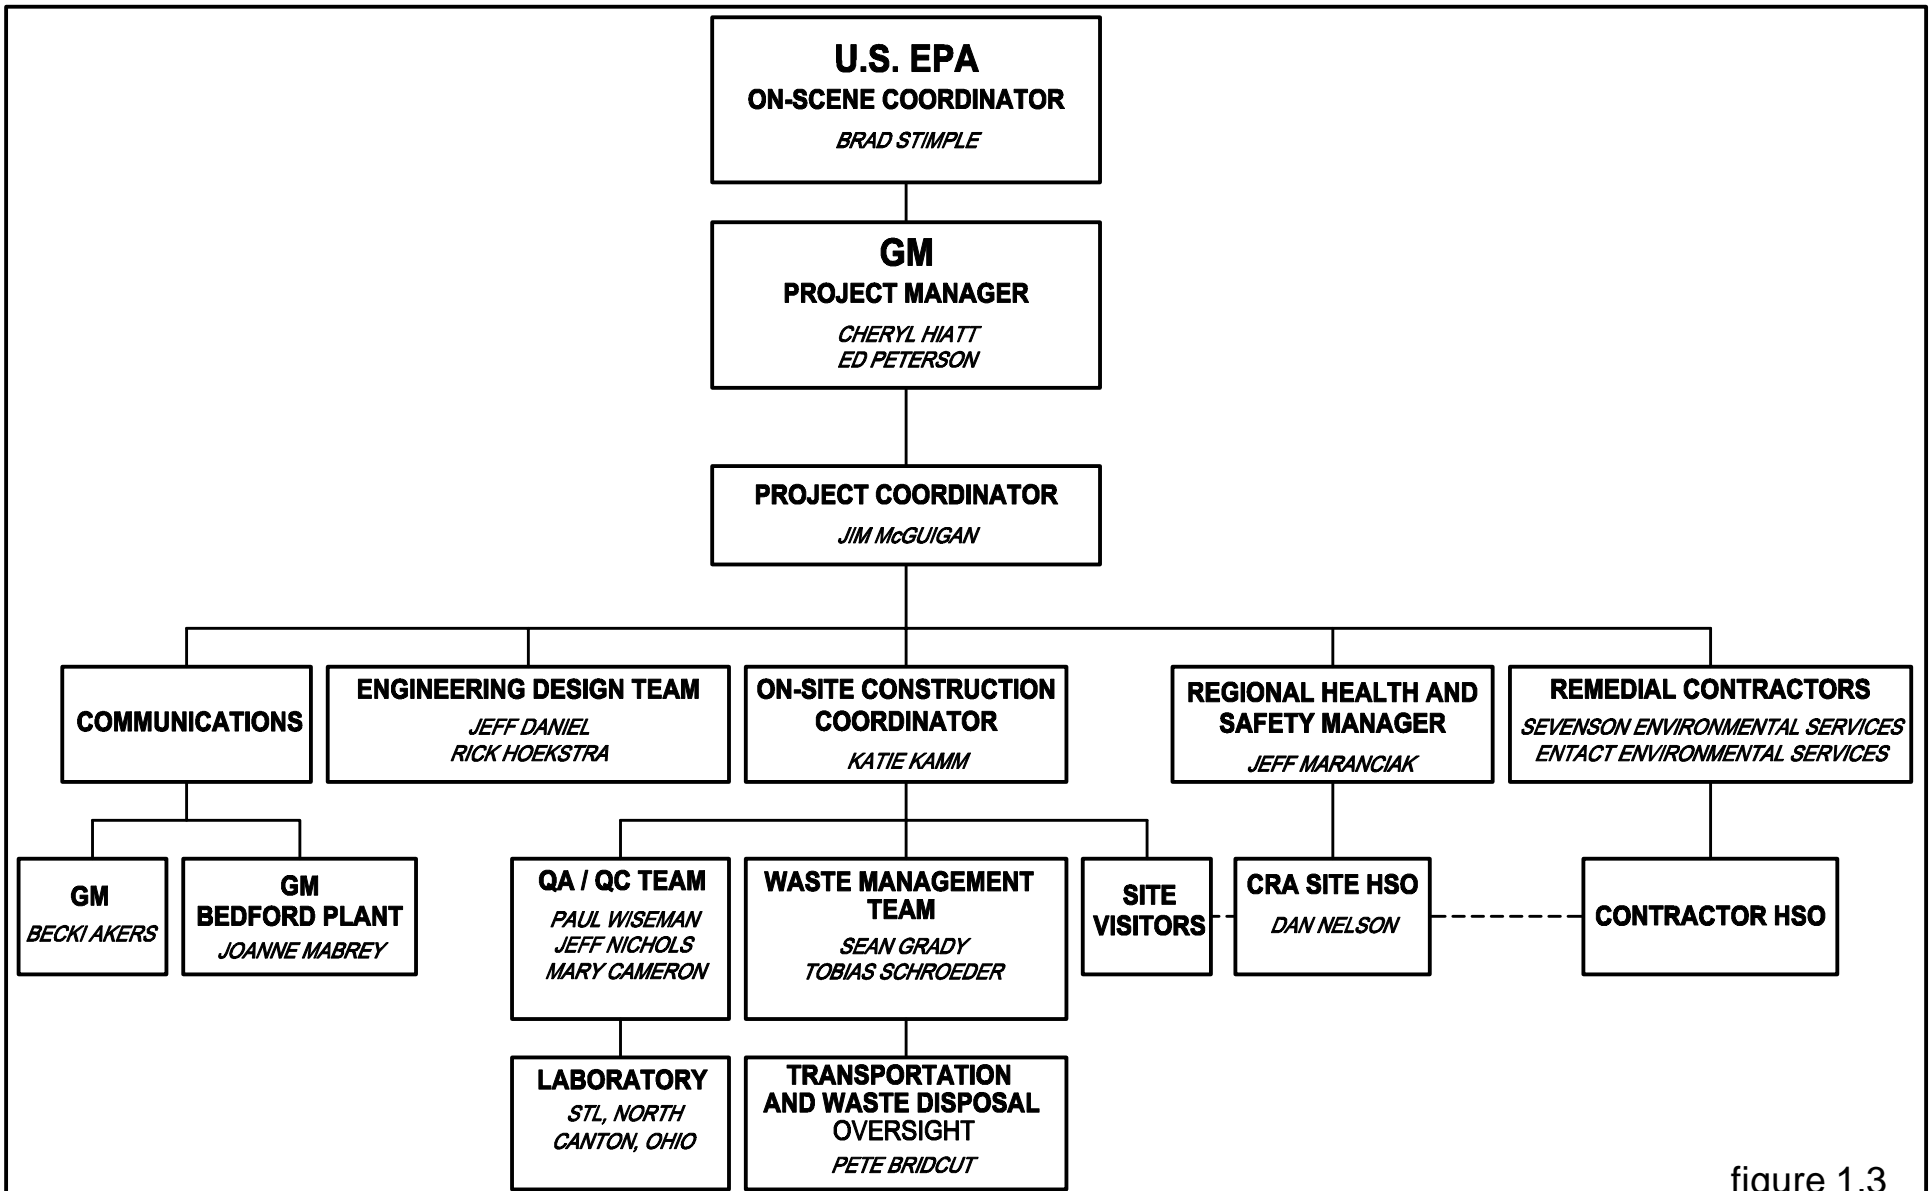 U.S. EPA
ON-SCENE COORDINATOR
BRAD STIMPLE
GM
PROJECT MANAGER
CHERYL HIATT
ED PETERSON
PROJECT COORDINATOR
JIM McGUIGAN
COMMUNICATIONS
ENGINEERING DESIGN TEAM
JEFF DANIEL
RICK HOEKSTRA
ON-SITE CONSTRUCTION
COORDINATOR
KATIE KAMM
REGIONAL HEALTH AND
SAFETY MANAGER
JEFF MARANCIAK
REMEDIAL CONTRACTORS
SEVENSON ENVIRONMENTAL SERVICES
ENTACT ENVIRONMENTAL SERVICES
GM
BECKI AKERS
GM
BEDFORD PLANT
JOANNE MABREY
QA / QC TEAM
PAUL WISEMAN
JEFF NICHOLS
MARY CAMERON
WASTE MANAGEMENT
TEAM
SEAN GRADY
TOBIAS SCHROEDER
SITE
VISITORS
CRA SITE HSO
DAN NELSON
CONTRACTOR HSO
LABORATORY
STL, NORTH
CANTON, OHIO
TRANSPORTATION
AND WASTE DISPOSAL
OVERSIGHT
PETE BRIDCUT
figure 1.3